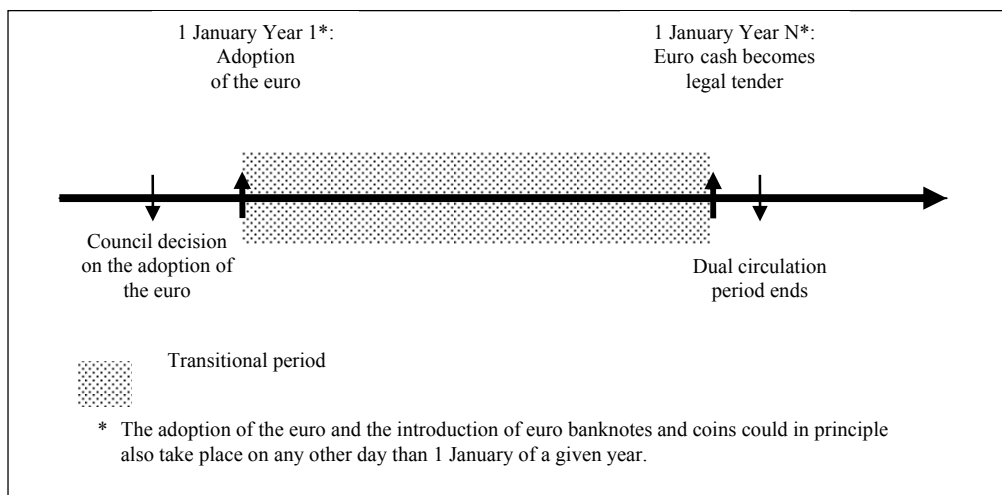 1 January Year 1*:
Adoption
of the euro
1 January Year N*:
Euro cash becomes
legal tender
Council decision
on the adoption of
the euro
Dual circulation
period ends
Transitional period
* The adoption of the euro and the introduction of euro banknotes and coins could in principle
also take place on any other day than 1 January of a given year.